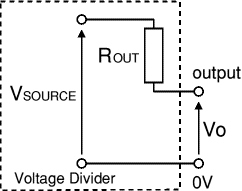 ROUT
output
VSOURCE
Vo
Voltage Divider
0V